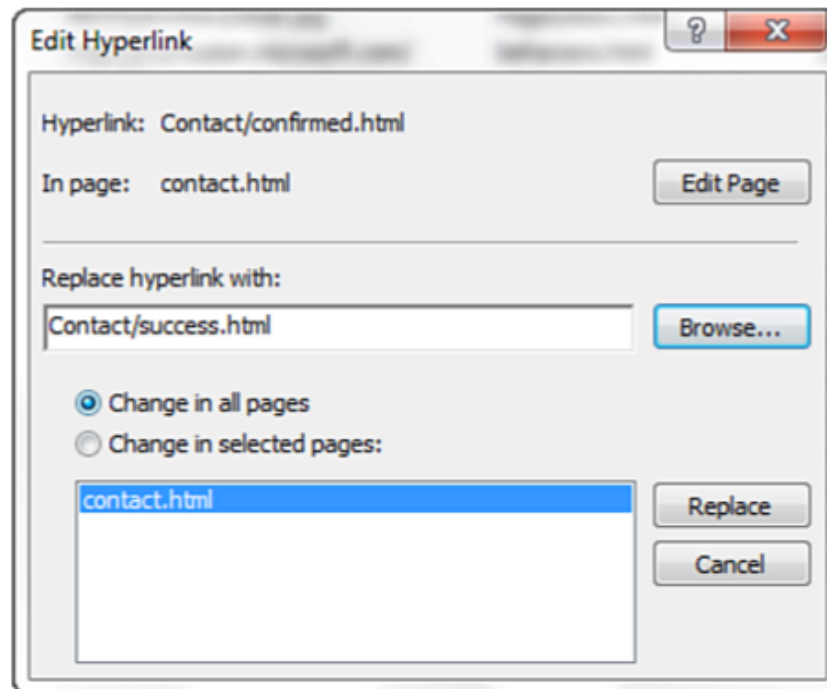 Edit Hyperlink
Hyperlink: Contact/confirmed.html
In page: contact.html
Edit Page
Replace hyperlink with:
Contact/success.html
Browse...
Change in all pages
Change in selected pages:
contact.html
Replace
Cancel